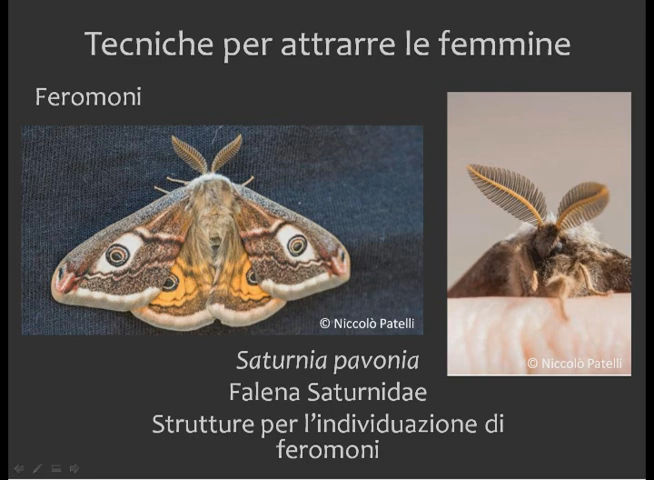 Tecniche per attrarre le femmine
Feromoni
© Niccolò Patelli
© Niccolò Patelli
Saturnia pavonia
Falena Saturnidae
Strutture per l'individuazione di
feromoni